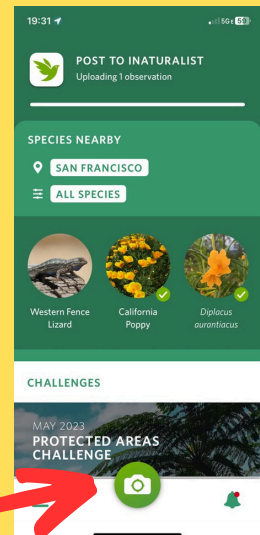 19:31
5G E 59
POST TO INATURALIST
Uploading 1 observation
SPECIES NEARBY
SAN FRANCISCO
ALL SPECIES
Western Fence
Lizard
California
Poppy
Diplacus
aurantiacus
CHALLENGES
MAY 2023
PROTECTED AREAS
CHALLENGE